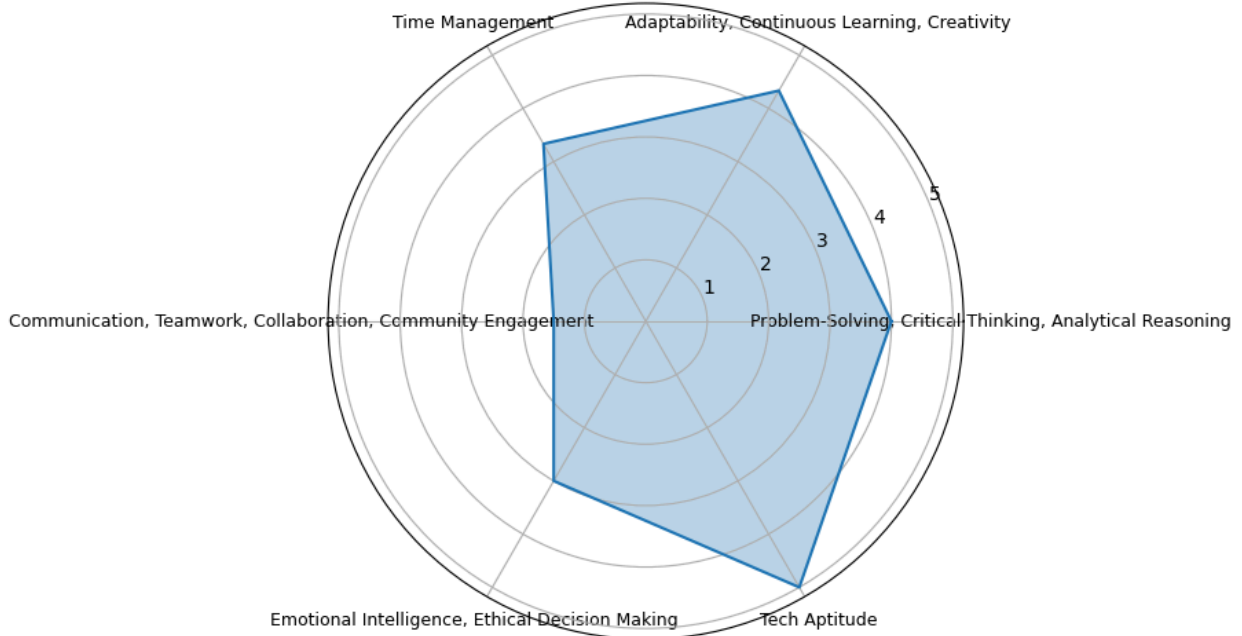 Time Management
Adaptability, Continuous Learning, Creativity
5
4
3
2
1
Communication, Teamwork, Collaboration, Community Engagement
Problem-Solving, Critical Thinking, Analytical Reasoning
Emotional Intelligence, Ethical Decision Making
Tech Aptitude